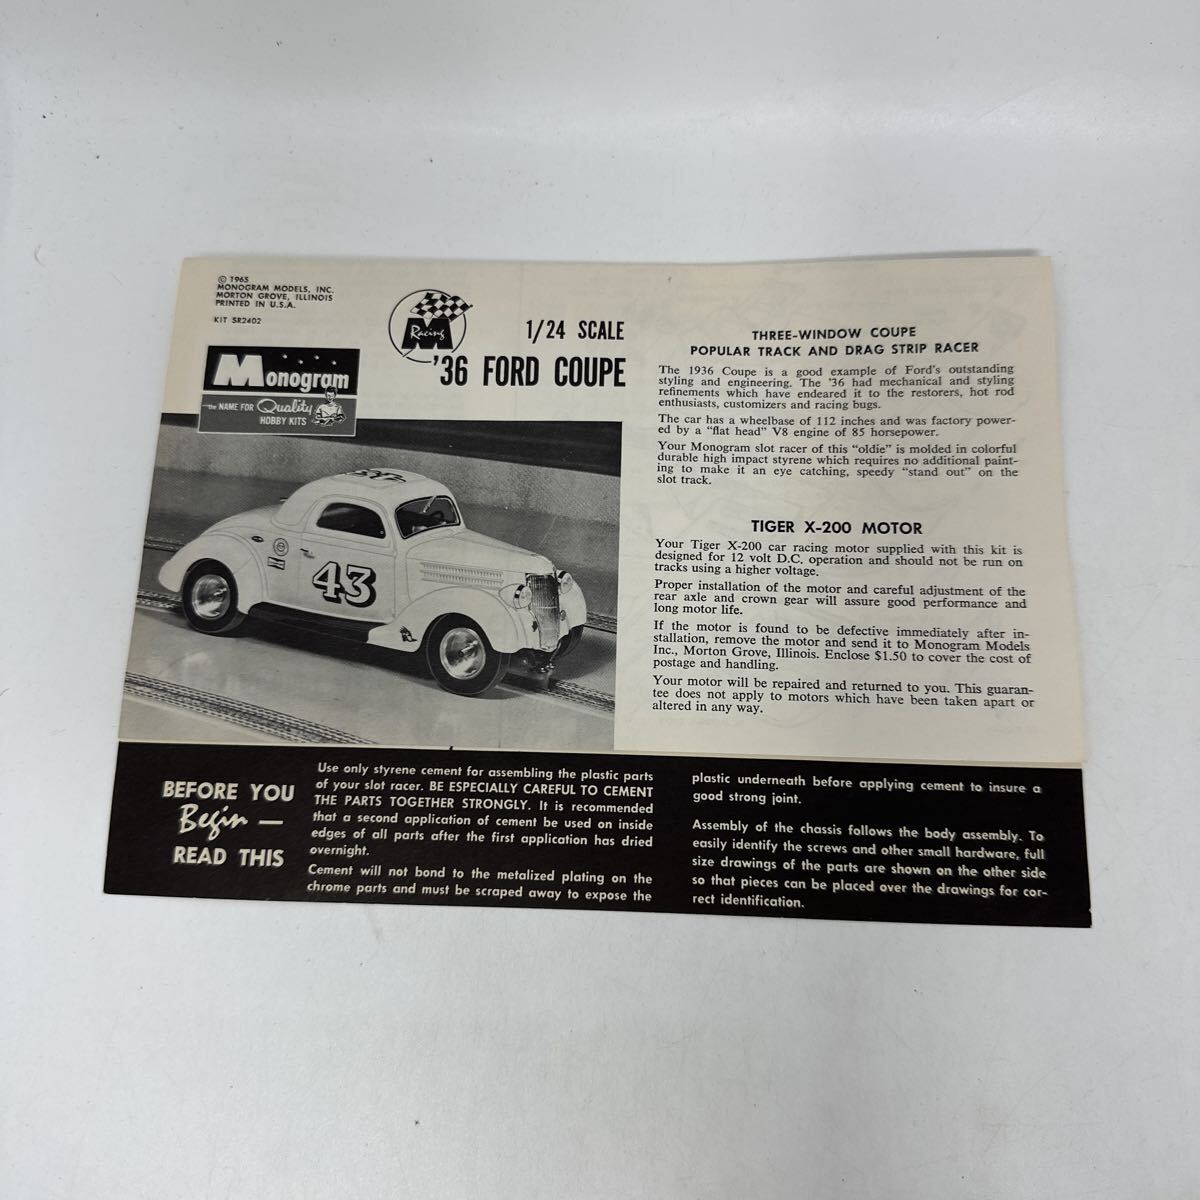 © 1965
MONOGRAM MODELS, INC.
MORTON GROVE, ILLINOIS
PRINTED IN U.S.A.
KIT SR2402
Monogram
the NAME FOR Quality
HOBBY KITS
M
Racing
1/24 SCALE
'36 FORD COUPE
43
THREE-WINDOW COUPE
POPULAR TRACK AND DRAG STRIP RACER
The 1936 Coupe is a good example of Ford's outstanding
styling and engineering. The '36 had mechanical and styling
refinements which have endeared it to the restorers, hot rod
enthusiasts, customizers and racing bugs.
The car has a wheelbase of 112 inches and was factory power-
ed by a "flat head" V8 engine of 85 horsepower.
Your Monogram slot racer of this "oldie" is molded in colorful
durable high impact styrene which requires no additional paint-
ing to make it an eye catching, speedy "stand out" on the
slot track.
TIGER X-200 MOTOR
Your Tiger X-200 car racing motor supplied with this kit is
designed for 12 volt D.C. operation and should not be run on
tracks using a higher voltage.
Proper installation of the motor and careful adjustment of the
rear axle and crown gear will assure good performance and
long motor life.
If the motor is found to be defective immediately after in-
stallation, remove the motor and send it to Monogram Models
Inc., Morton Grove, Illinois. Enclose $1.50 to cover the cost of
postage and handling.
Your motor will be repaired and returned to you. This guaran-
tee does not apply to motors which have been taken apart or
altered in any way.
BEFORE YOU
Begin —
READ THIS
Use only styrene cement for assembling the plastic parts
of your slot racer. BE ESPECIALLY CAREFUL TO CEMENT
THE PARTS TOGETHER STRONGLY. It is recommended
that a second application of cement be used on inside
edges of all parts after the first application has dried
overnight.
Cement will not bond to the metalized plating on the
chrome parts and must be scraped away to expose the
plastic underneath before applying cement to insure a
good strong joint.
Assembly of the chassis follows the body assembly. To
easily identify the screws and other small hardware, full
size drawings of the parts are shown on the other side
so that pieces can be placed over the drawings for cor-
rect identification.